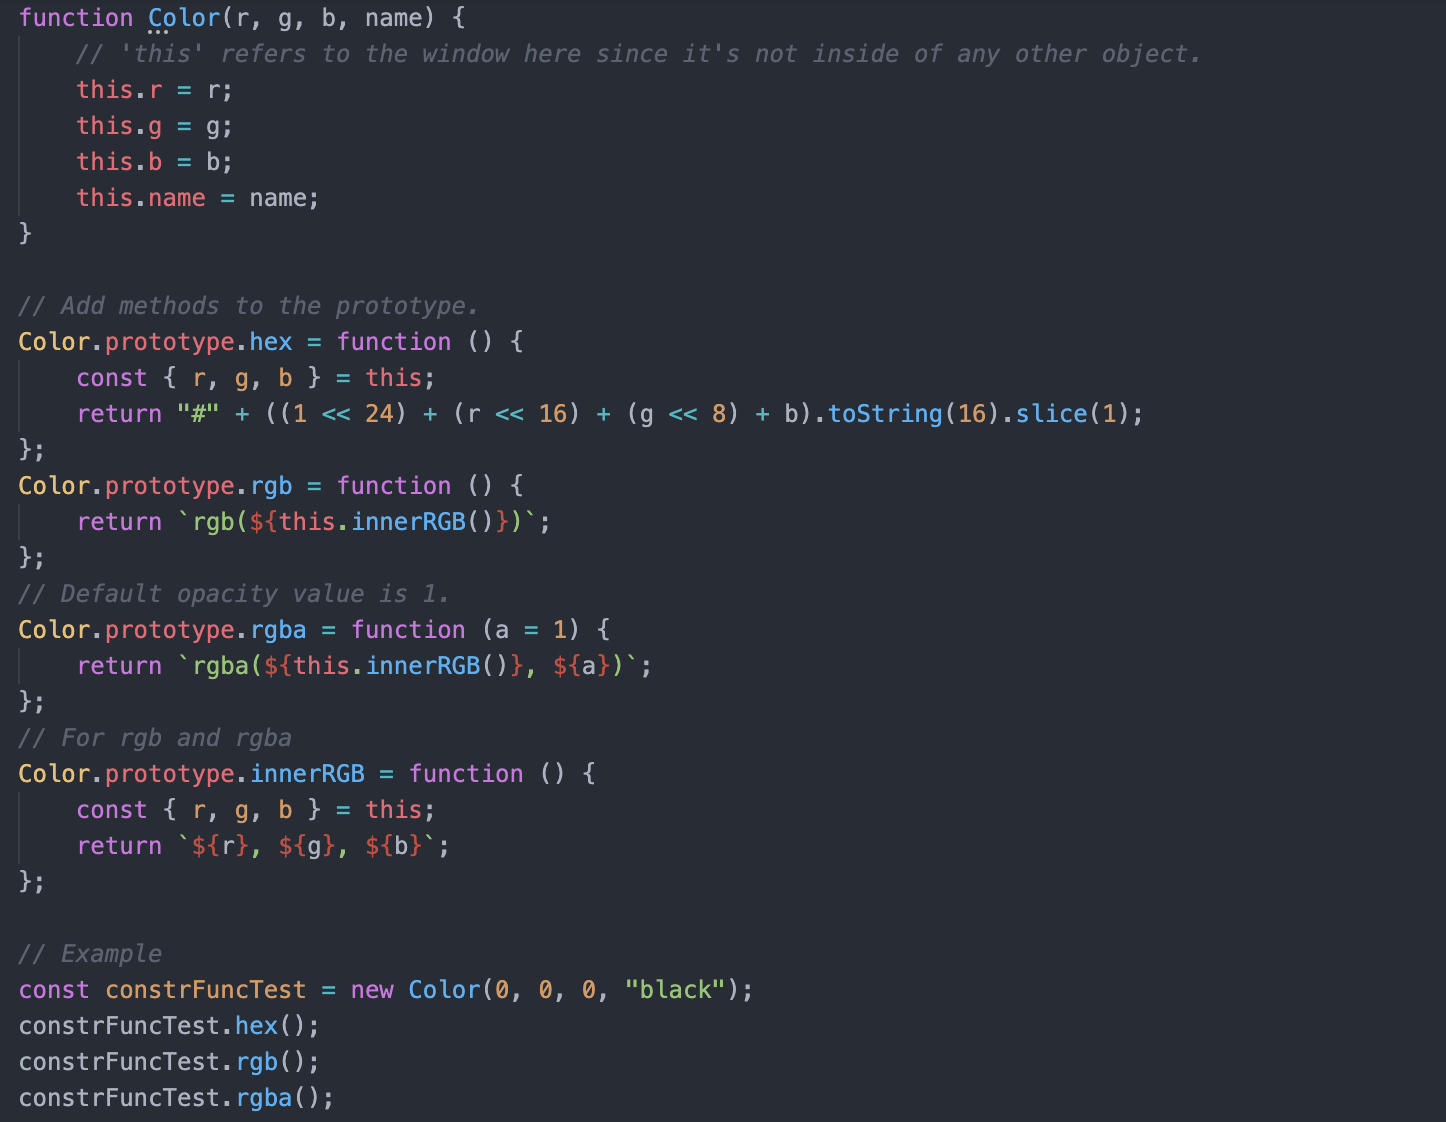 function Color(r, g, b, name) {
    // 'this' refers to the window here since it's not inside of any other object.
    this.r = r;
    this.g = g;
    this.b = b;
    this.name = name;
}

// Add methods to the prototype.
Color.prototype.hex = function () {
    const { r, g, b } = this;
    return "#" + ((1 << 24) + (r << 16) + (g << 8) + b).toString(16).slice(1);
};
Color.prototype.rgb = function () {
    return `rgb(${this.innerRGB()})`;
};
// Default opacity value is 1.
Color.prototype.rgba = function (a = 1) {
    return `rgba(${this.innerRGB()}, ${a})`;
};
// For rgb and rgba
Color.prototype.innerRGB = function () {
    const { r, g, b } = this;
    return `${r}, ${g}, ${b}`;
};

// Example
const constrFuncTest = new Color(0, 0, 0, "black");
constrFuncTest.hex();
constrFuncTest.rgb();
constrFuncTest.rgba();